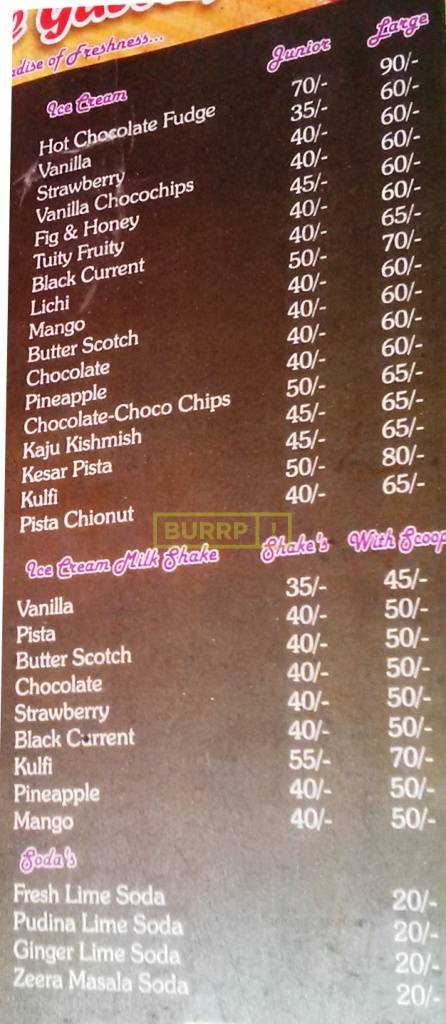 adise of Freshness...
Ice Cream Junior Large
Hot Chocolate Fudge 70/- 90/-
Vanilla 35/- 60/-
Strawberry 40/- 60/-
Vanilla Chocochips 40/- 60/-
Fig & Honey 45/- 60/-
Tuity Fruity 40/- 60/-
Black Current 40/- 65/-
Lichi 50/- 70/-
Mango 40/- 60/-
Butter Scotch 40/- 60/-
Chocolate 40/- 60/-
Pineapple 40/- 60/-
Chocolate-Choco Chips 50/- 65/-
Kaju Kishmish 45/- 65/-
Kesar Pista 45/- 65/-
Kulfi 50/- 80/-
Pista Chionut 40/- 65/-
BURRP!
Ice Cream Milk Shake Shake's With Scoop
Vanilla 35/- 45/-
Pista 40/- 50/-
Butter Scotch 40/- 50/-
Chocolate 40/- 50/-
Strawberry 40/- 50/-
Black Current 40/- 50/-
Kulfi 55/- 70/-
Pineapple 40/- 50/-
Mango 40/- 50/-
Soda's
Fresh Lime Soda 20/-
Pudina Lime Soda 20/-
Ginger Lime Soda 20/-
Zeera Masala Soda 20/-